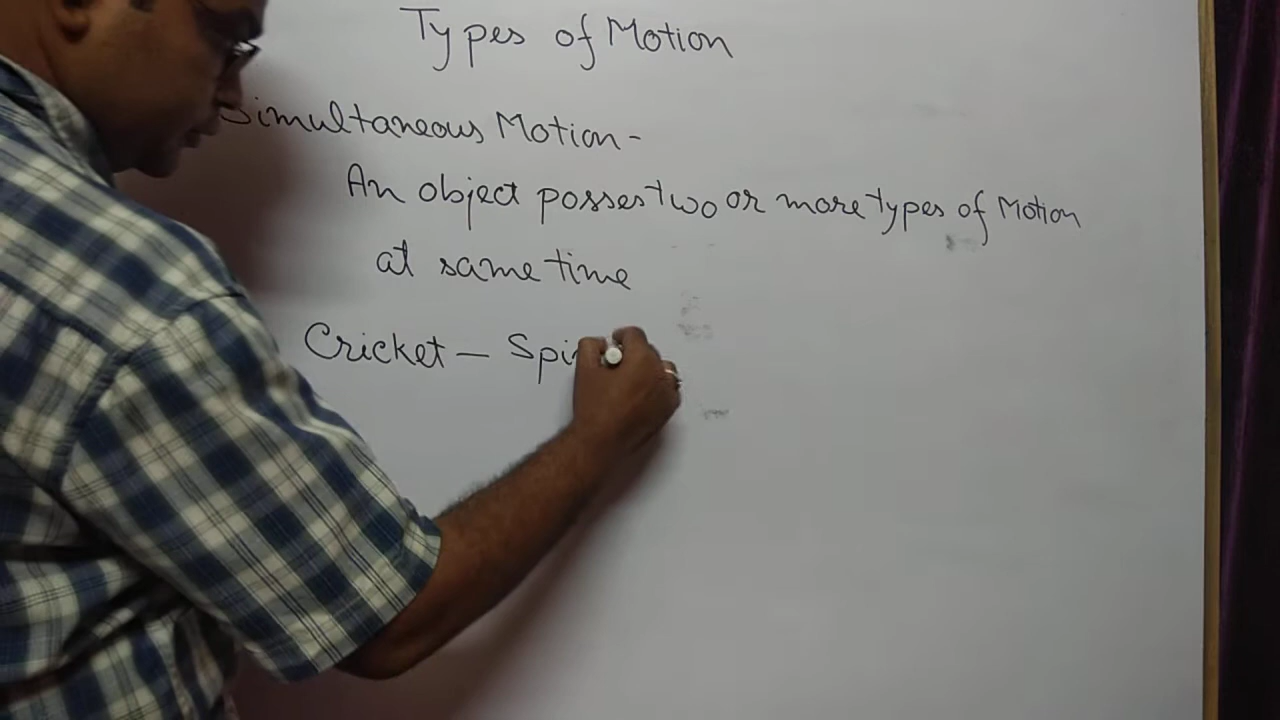 Types of Motion
Simultaneous Motion -
An object posses two or more types of Motion
at same time
Cricket — Spi